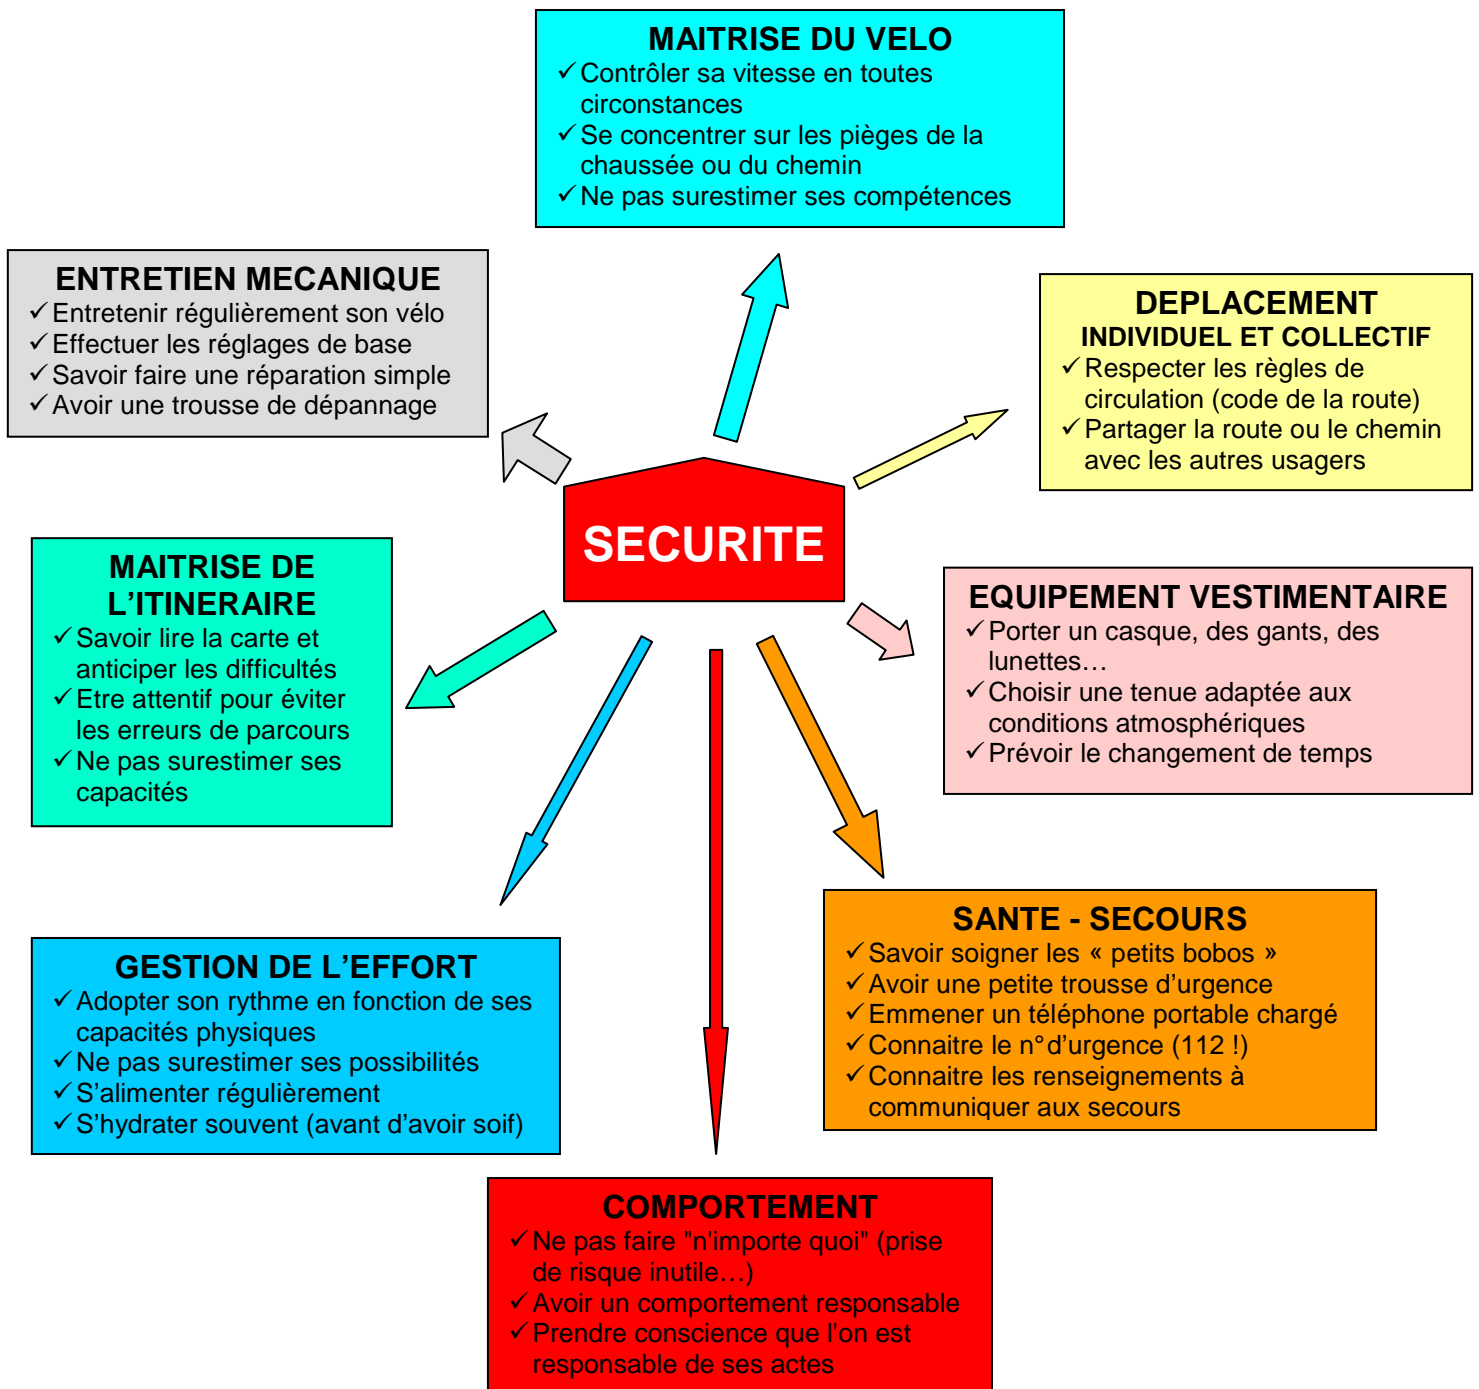 MAITRISE DU VELO
✓ Contrôler sa vitesse en toutes
circonstances
✓ Se concentrer sur les pièges de la
chaussée ou du chemin
✓ Ne pas surestimer ses compétences
ENTRETIEN MECANIQUE
✓ Entretenir régulièrement son vélo
✓ Effectuer les réglages de base
✓ Savoir faire une réparation simple
✓ Avoir une trousse de dépannage
DEPLACEMENT
INDIVIDUEL ET COLLECTIF
✓ Respecter les règles de
circulation (code de la route)
✓ Partager la route ou le chemin
avec les autres usagers
SECURITE
MAITRISE DE
L’ITINERAIRE
✓ Savoir lire la carte et
anticiper les difficultés
✓ Etre attentif pour éviter
les erreurs de parcours
✓ Ne pas surestimer ses
capacités
EQUIPEMENT VESTIMENTAIRE
✓ Porter un casque, des gants, des
lunettes…
✓ Choisir une tenue adaptée aux
conditions atmosphériques
✓ Prévoir le changement de temps
GESTION DE L’EFFORT
✓ Adopter son rythme en fonction de ses
capacités physiques
✓ Ne pas surestimer ses possibilités
✓ S’alimenter régulièrement
✓ S’hydrater souvent (avant d’avoir soif)
SANTE - SECOURS
✓ Savoir soigner les « petits bobos »
✓ Avoir une petite trousse d’urgence
✓ Emmener un téléphone portable chargé
✓ Connaitre le n° d’urgence (112 !)
✓ Connaitre les renseignements à
communiquer aux secours
COMPORTEMENT
✓ Ne pas faire "n'importe quoi" (prise
de risque inutile…)
✓ Avoir un comportement responsable
✓ Prendre conscience que l'on est
responsable de ses actes